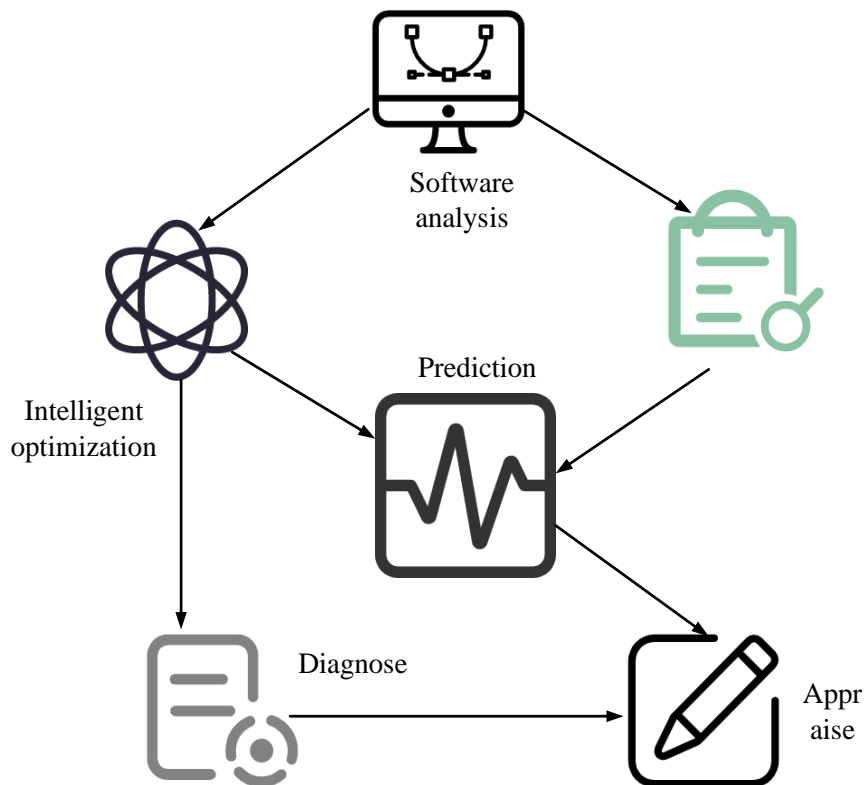 Software
analysis
Prediction
Intelligent
optimization
Diagnose
Appr
aise